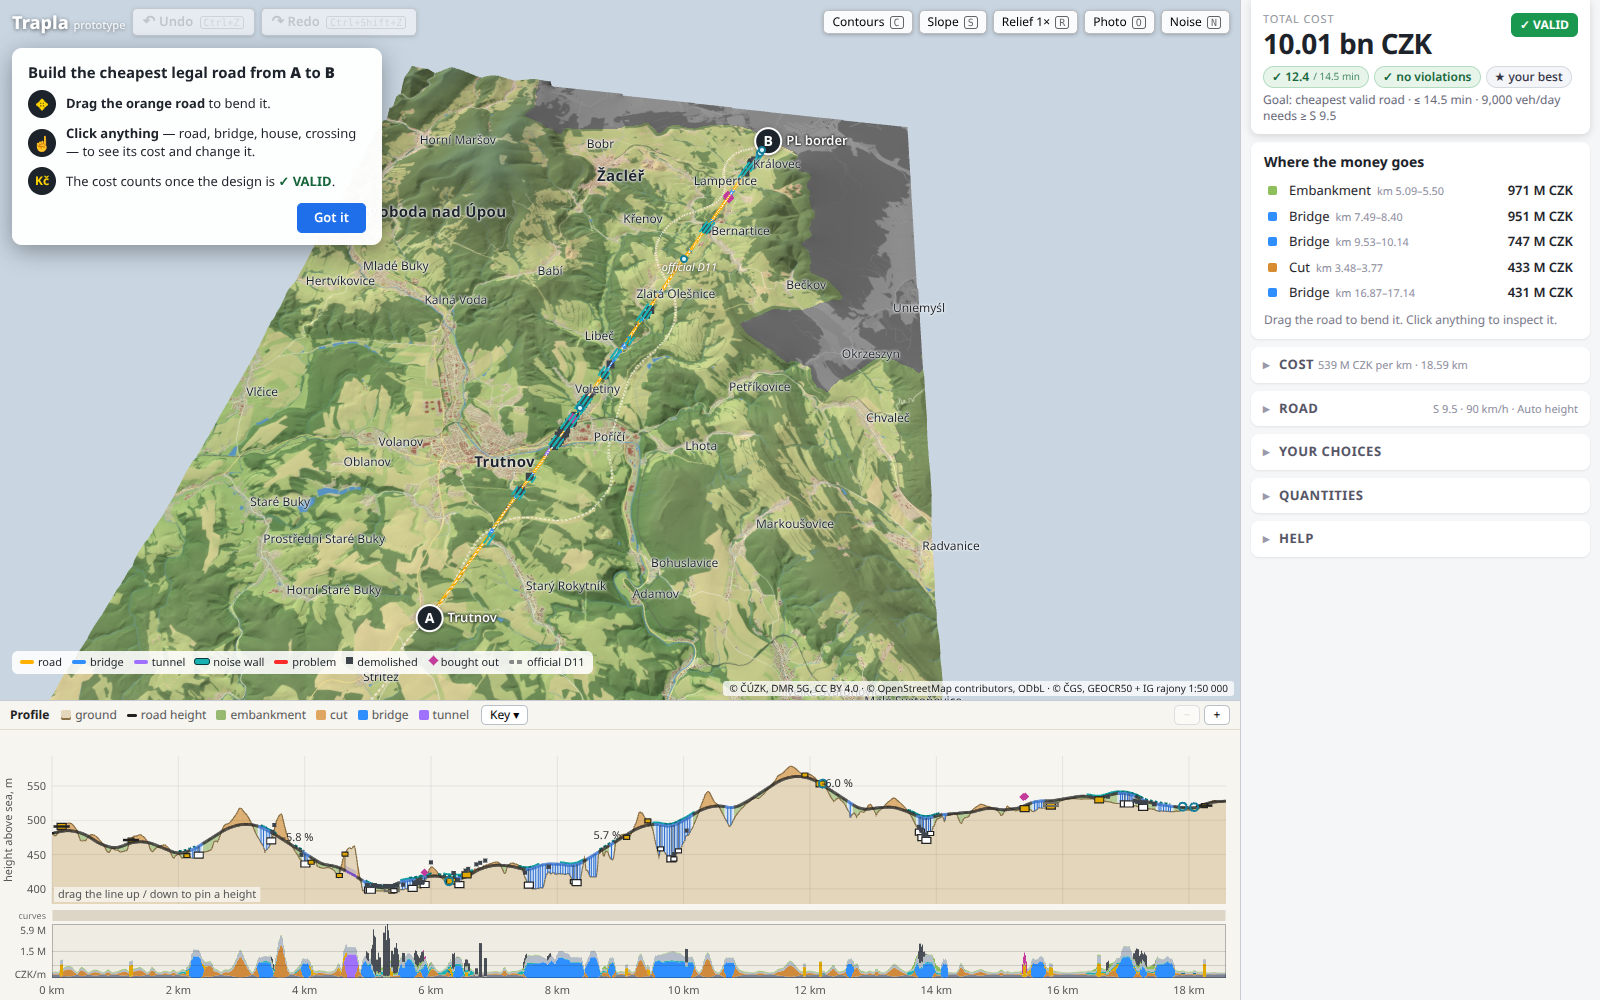 Trapla prototype
↶ Undo Ctrl+Z
↷ Redo Ctrl+Shift+Z
Contours C
Slope S
Relief 1× R
Photo O
Noise N
Build the cheapest legal road from A to B
Drag the orange road to bend it.
Click anything — road, bridge, house, crossing
— to see its cost and change it.
Kč The cost counts once the design is ✓ VALID.
Got it
Horní Maršov
Bobr
B PL border
Královec
Žacléř
Lampertice
oboda nad Úpou
Křenov
Bernartice
official D11
Mladé Buky
Hertvíkovice
Babí
Bečkov
Zlatá Olešnice
Kalná Voda
Uniemyśl
Libeč
Okrzeszyn
Vlčice
Voletiny
Petříkovice
Chvaleč
Volanov
Poříčí
Lhota
Oblanov
Trutnov
Staré Buky
Markoušovice
Prostřední Staré Buky
Radvanice
Bohuslavice
Horní Staré Buky
Starý Rokytník
Adamov
A Trutnov
road
bridge
tunnel
noise wall
problem
demolished
bought out
official D11
Střítež
© ČÚZK, DMR 5G, CC BY 4.0 · © OpenStreetMap contributors, ODbL · © ČGS, GEOCR50 + IG rajony 1:50 000
TOTAL COST
10.01 bn CZK
✓ VALID
✓ 12.4 / 14.5 min
✓ no violations
★ your best
Goal: cheapest valid road · ≤ 14.5 min · 9,000 veh/day
needs ≥ S 9.5
Where the money goes
Embankment km 5.09–5.50 971 M CZK
Bridge km 7.49–8.40 951 M CZK
Bridge km 9.53–10.14 747 M CZK
Cut km 3.48–3.77 433 M CZK
Bridge km 16.87–17.14 431 M CZK
Drag the road to bend it. Click anything to inspect it.
▸ COST 539 M CZK per km · 18.59 km
▸ ROAD S 9.5 · 90 km/h · Auto height
▸ YOUR CHOICES
▸ QUANTITIES
▸ HELP
Profile
ground
road height
embankment
cut
bridge
tunnel
Key ▾
−
+
height above sea, m
550
500
450
400
5.8 %
5.7 %
6.0 %
drag the line up / down to pin a height
curves
5.9 M
1.5 M
CZK/m
0 km
2 km
4 km
6 km
8 km
10 km
12 km
14 km
16 km
18 km